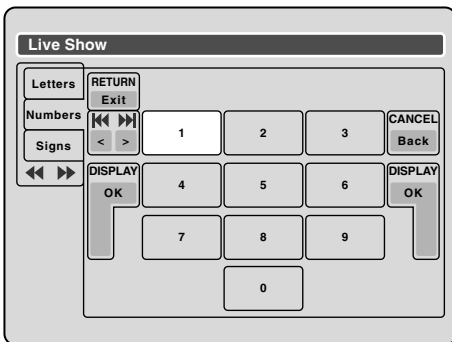 Live Show
Letters
Numbers
Signs
RETURN
Exit
< >
CANCEL
Back
DISPLAY
OK
DISPLAY
OK
1 2 3
4 5 6
7 8 9
0